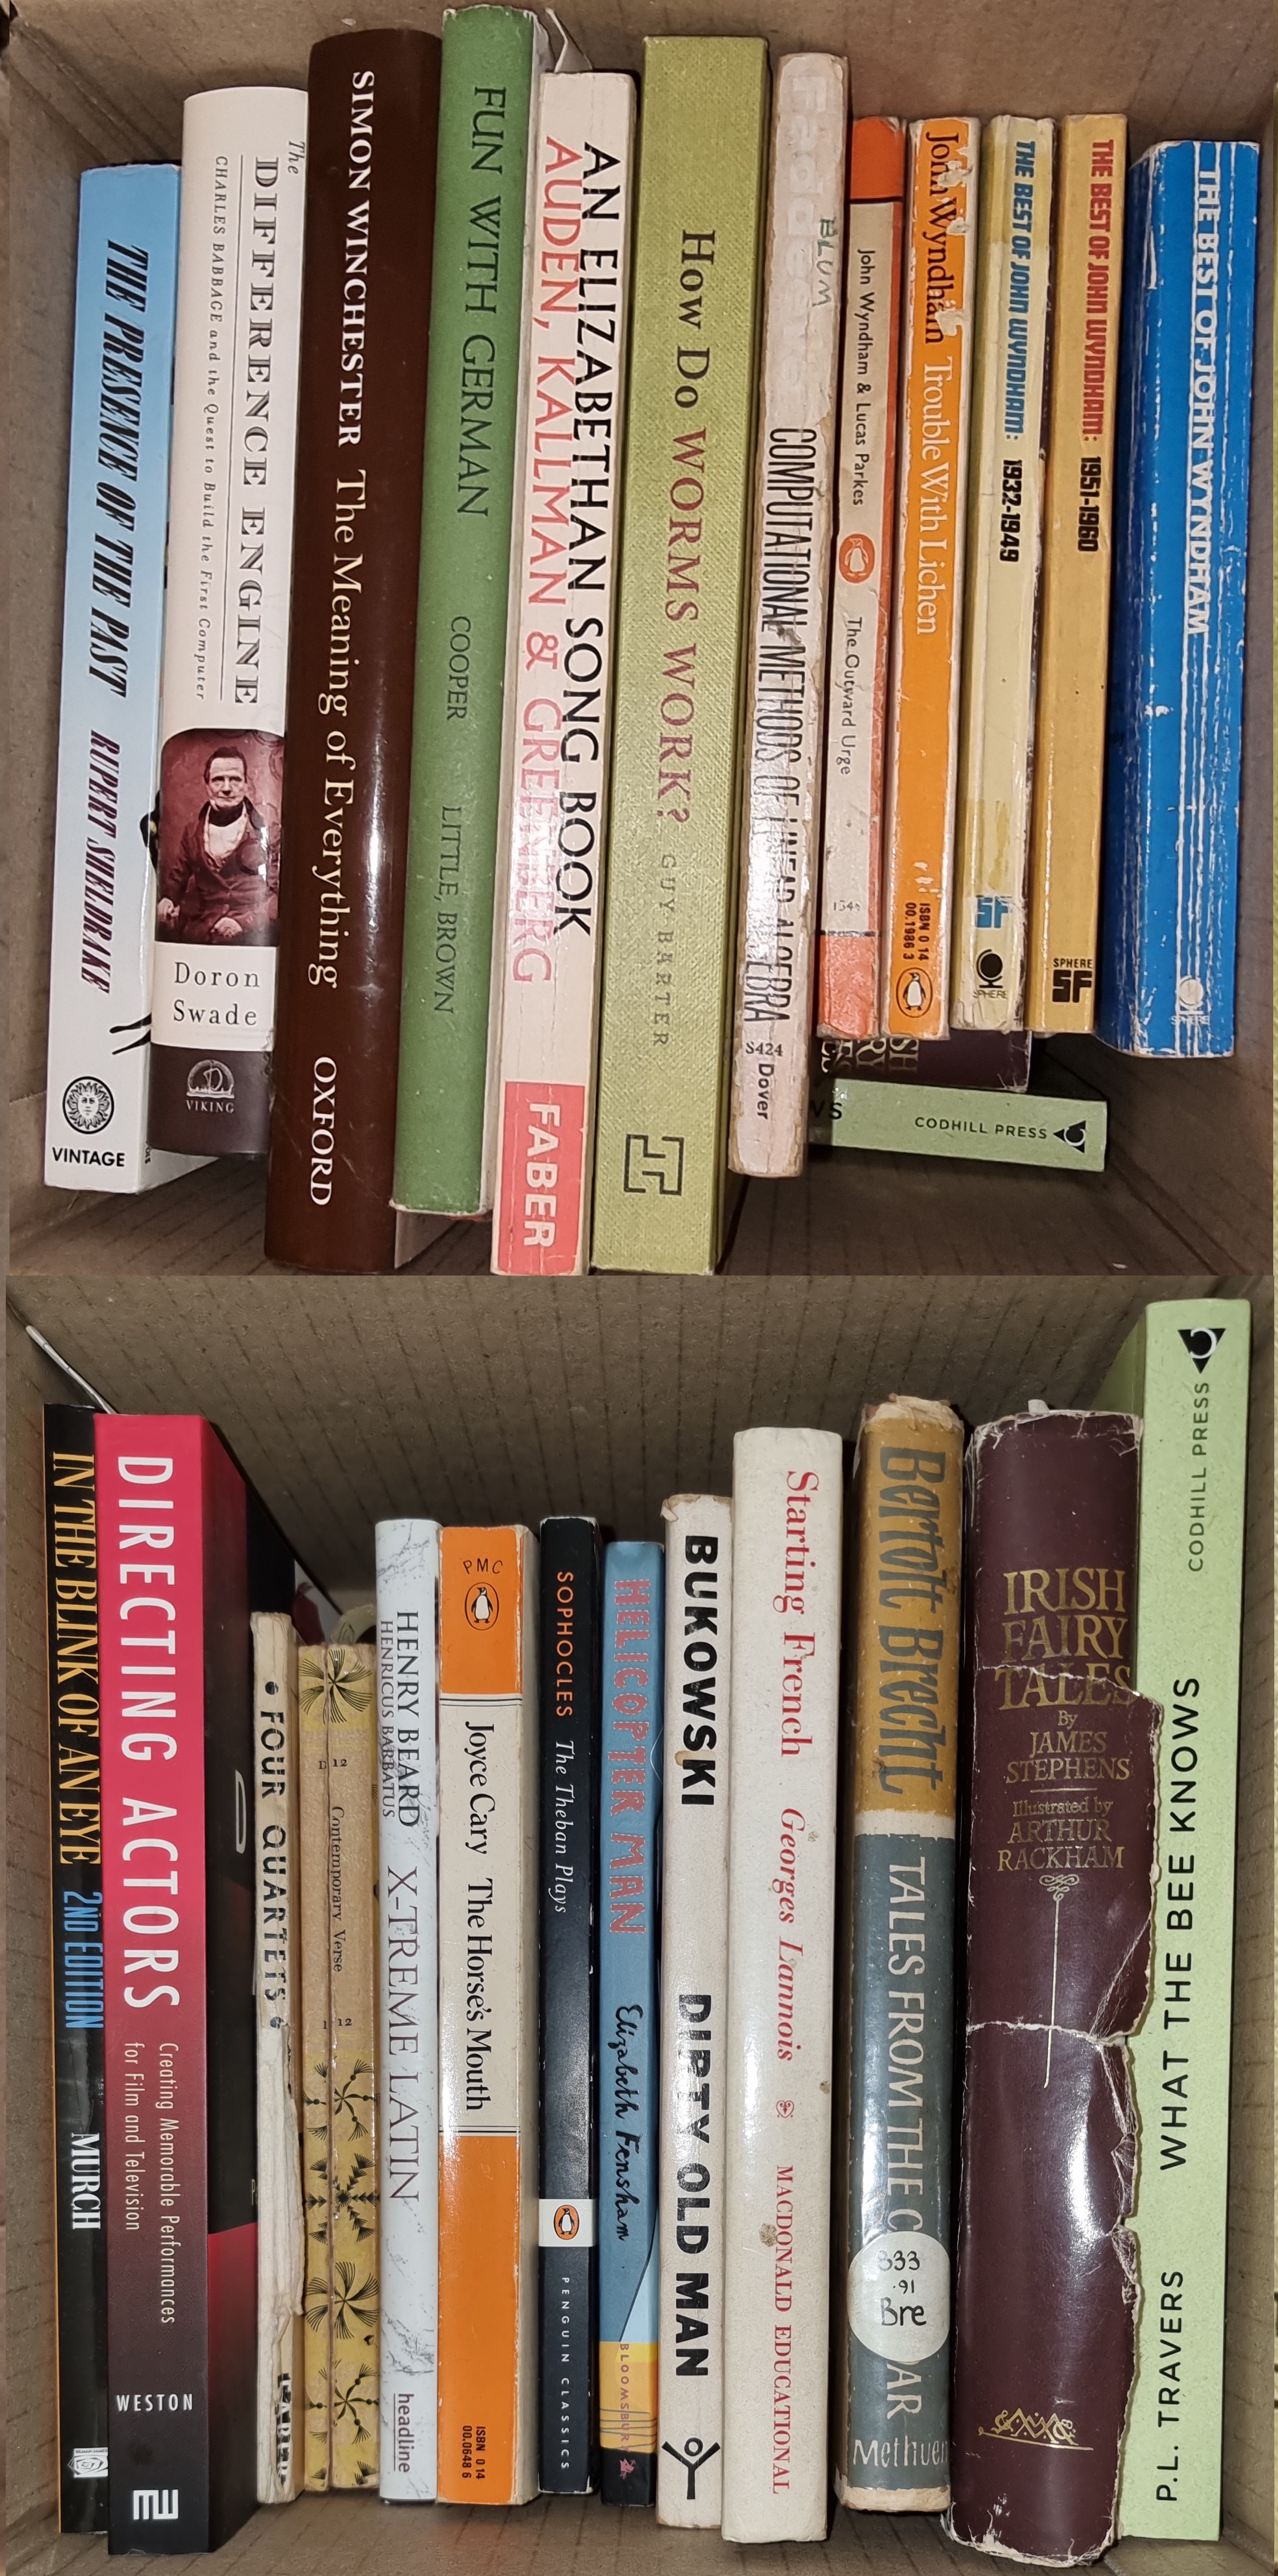 THE PRESENCE OF THE PAST
RUPERT SHELDRAKE
VINTAGE
The
DIFFERENCE ENGINE
CHARLES BABBAGE and the Quest to Build the First Computer
Doron
Swade
VIKING
SIMON WINCHESTER The Meaning of Everything
OXFORD
FUN WITH GERMAN
COOPER
LITTLE, BROWN
AN ELIZABETHAN SONG BOOK
AUDEN, KALLMAN & GREENBERG
FABER
How Do WORMS WORK?
GUY BARTER
BLUM
COMPUTATIONAL METHODS OF LINEAR ALGEBRA
S424
Dover
John Wyndham & Lucas Parkes
The Outward Urge
1349
John Wyndham Trouble With Lichen
ISBN 0 14
00.1986 3
THE BEST OF JOHN WYNDHAM: 1932-1949
SF
SPHERE
THE BEST OF JOHN WYNDHAM: 1951-1960
SPHERE
SF
THE BEST OF JOHN WYNDHAM
SPHERE
CODHILL PRESS
IN THE BLINK OF AN EYE 2ND EDITION
MURCH
DIRECTING ACTORS
Creating Memorable Performances
for Film and Television
WESTON
FOUR QUARTETS
12
Contemporary Verse
12
HENRY BEARD
HENRICUS BARBATUS
X-TREME LATIN
headline
PMC
Joyce Cary The Horse's Mouth
ISBN 0 14
00.0648 6
SOPHOCLES The Theban Plays
PENGUIN CLASSICS
HELICOPTER MAN
Elizabeth Fensham
BLOOMSBURY
BUKOWSKI
DIRTY OLD MAN
Starting French
Georges Lannois
MACDONALD EDUCATIONAL
Bertolt Brecht
TALES FROM THE C
833
.91
Bre
AR
Methuen
IRISH
FAIRY
TALES
By
JAMES
STEPHENS
Illustrated by
ARTHUR
RACKHAM
P.L. TRAVERS
WHAT THE BEE KNOWS
CODHILL PRESS